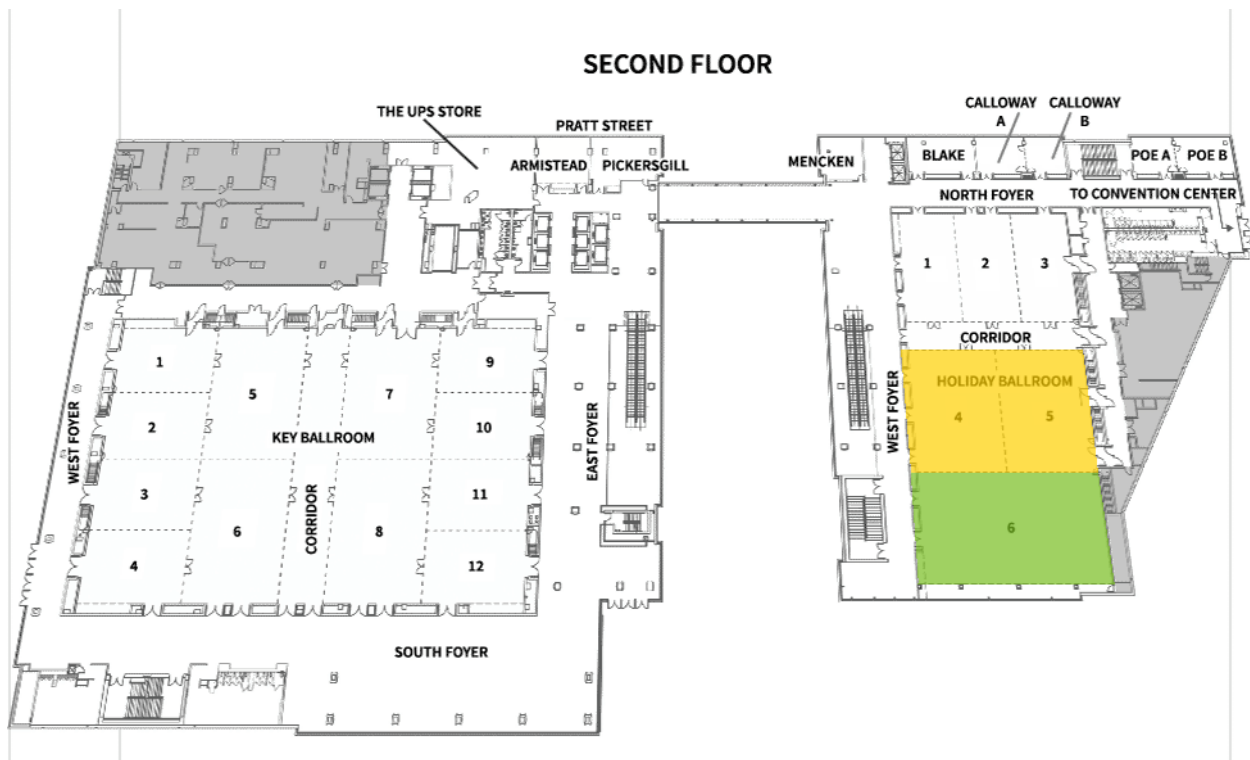 SECOND FLOOR
THE UPS STORE
PRATT STREET
ARMISTEAD
PICKERSGILL
MENCKEN
BLAKE
CALLOWAY
A
CALLOWAY
B
POE A
POE B
NORTH FOYER
TO CONVENTION CENTER
1
2
3
CORRIDOR
HOLIDAY BALLROOM
4
5
6
WEST FOYER
EAST FOYER
WEST FOYER
1
2
3
4
5
6
KEY BALLROOM
CORRIDOR
7
8
9
10
11
12
SOUTH FOYER